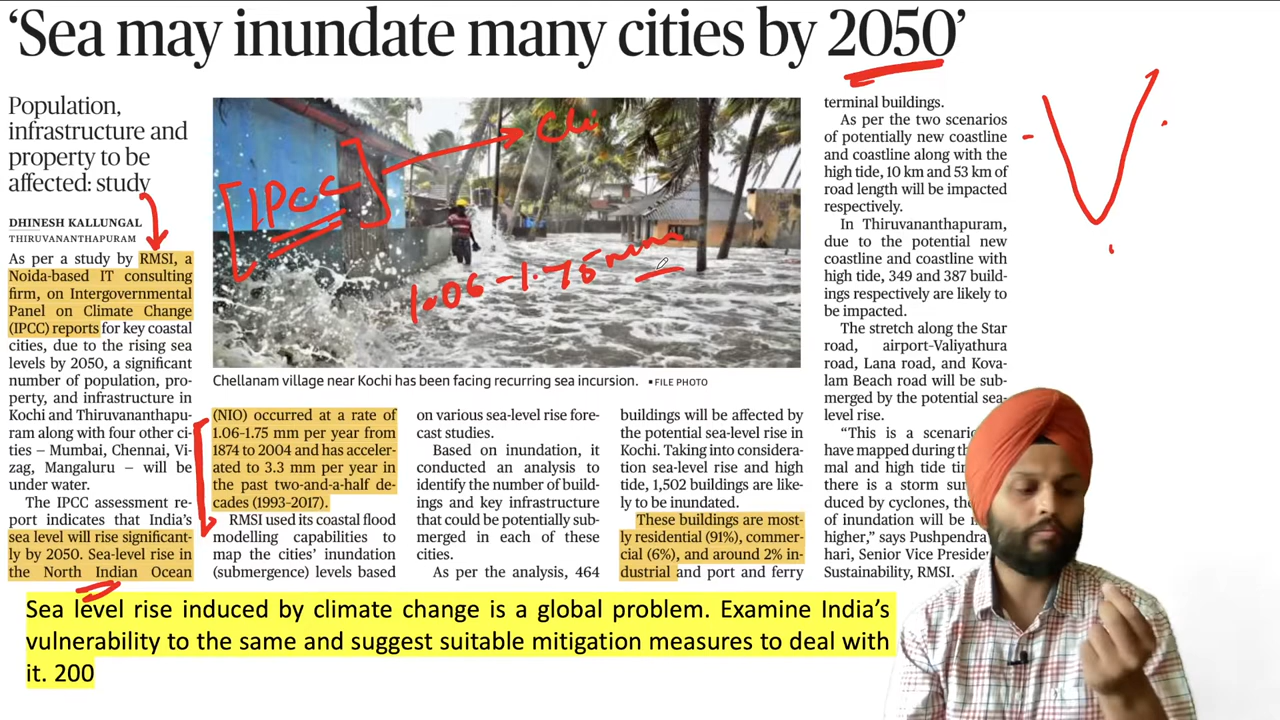 ‘Sea may inundate many cities by 2050’
Population,
infrastructure and
property to be
affected: study
DHINESH KALLUNGAL
THIRUVANANTHAPURAM
As per a study by RMSI, a
Noida-based IT consulting
firm, on Intergovernmental
Panel on Climate Change
(IPCC) reports for key coastal
cities, due to the rising sea
levels by 2050, a significant
number of population, pro-
perty, and infrastructure in
Kochi and Thiruvananthapu-
ram along with four other ci-
ties — Mumbai, Chennai, Vi-
zag, Mangaluru — will be
under water.
The IPCC assessment re-
port indicates that India’s
sea level will rise significant-
ly by 2050. Sea-level rise in
the North Indian Ocean
[IPCC]
Cli
1.06-1.75mm
Chellanam village near Kochi has been facing recurring sea incursion. ▪ FILE PHOTO
(NIO) occurred at a rate of
1.06-1.75 mm per year from
1874 to 2004 and has acceler-
ated to 3.3 mm per year in
the past two-and-a-half de-
cades (1993-2017).
RMSI used its coastal flood
modelling capabilities to
map the cities’ inundation
(submergence) levels based
on various sea-level rise fore-
cast studies.
Based on inundation, it
conducted an analysis to
identify the number of build-
ings and key infrastructure
that could be potentially sub-
merged in each of these
cities.
As per the analysis, 464
buildings will be affected by
the potential sea-level rise in
Kochi. Taking into considera-
tion sea-level rise and high
tide, 1,502 buildings are like-
ly to be inundated.
These buildings are most-
ly residential (91%), commer-
cial (6%), and around 2% in-
dustrial and port and ferry
terminal buildings.
As per the two scenarios
of potentially new coastline
and coastline along with the
high tide, 10 km and 53 km of
road length will be impacted
respectively.
In Thiruvananthapuram,
due to the potential new
coastline and coastline with
high tide, 349 and 387 build-
ings respectively are likely to
be impacted.
The stretch along the Star
road, airport-Valiyathura
road, Lana road, and Kova-
lam Beach road will be sub-
merged by the potential sea-
level rise.
“This is a scenario
have mapped during th
mal and high tide
there is a storm
duced by cyclones, the
of inundation will be
higher,” says Pushpendra
hari, Senior Vice
Sustainability, RMSI.
Sea level rise induced by climate change is a global problem. Examine India’s
vulnerability to the same and suggest suitable mitigation measures to deal with
it. 200